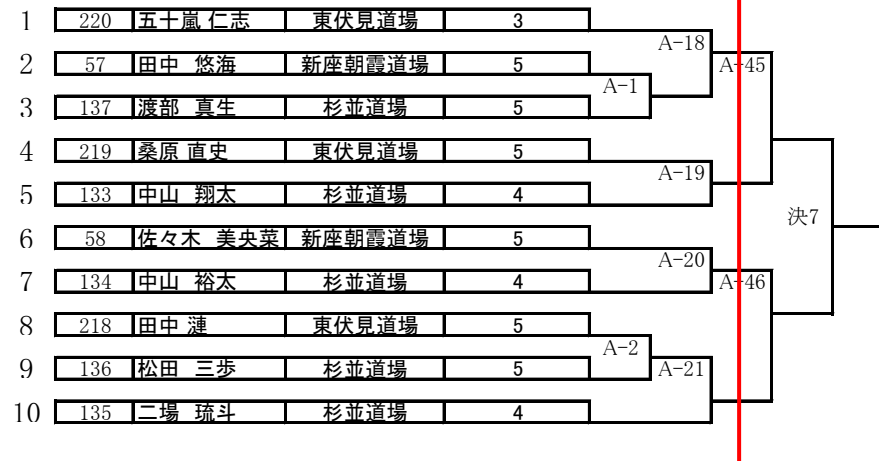 1 220 五十嵐 仁志 東伏見道場 3
A-18
2 57 田中 悠海 新座朝霞道場 5
A-45
A-1
3 137 渡部 真生 杉並道場 5
4 219 桑原 直史 東伏見道場 5
A-19
5 133 中山 翔太 杉並道場 4
決7
6 58 佐々木 美央菜 新座朝霞道場 5
A-20
7 134 中山 裕太 杉並道場 4
A-46
8 218 田中 漣 東伏見道場 5
A-2
9 136 松田 三歩 杉並道場 5
A-21
10 135 二場 琉斗 杉並道場 4